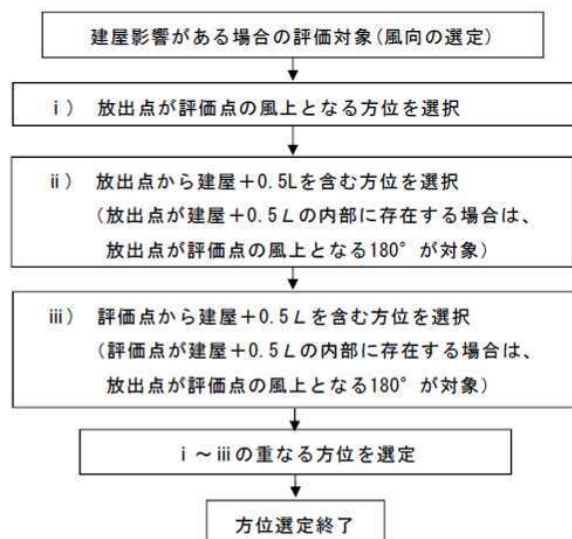 建屋影響がある場合の評価対象(風向の選定)
ⅰ) 放出点が評価点の風上となる方位を選択
ⅱ) 放出点から建屋+0.5Lを含む方位を選択
(放出点が建屋+0.5Lの内部に存在する場合は、
放出点が評価点の風上となる180°が対象)
ⅲ) 評価点から建屋+0.5Lを含む方位を選択
(評価点が建屋+0.5Lの内部に存在する場合は、
放出点が評価点の風上となる180°が対象)
ⅰ~ⅲの重なる方位を選定
方位選定終了